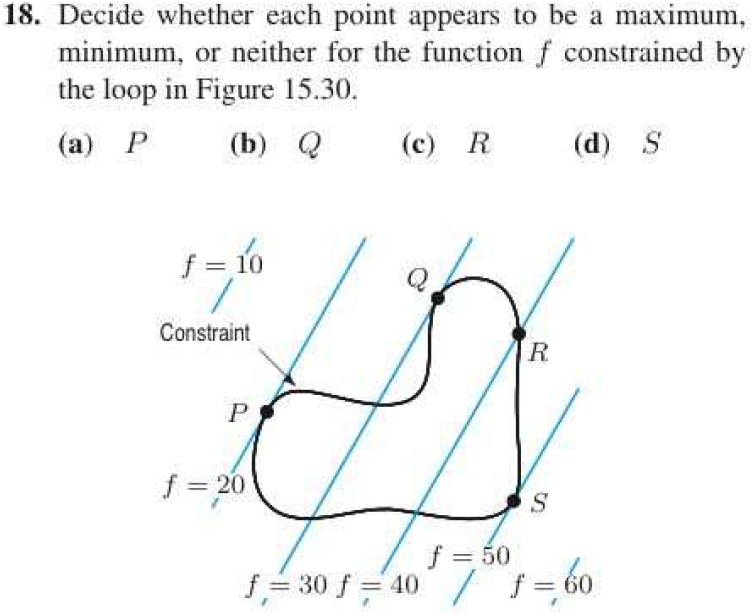 18. Decide whether each point appears to be a maximum,
minimum, or neither for the function f constrained by
the loop in Figure 15.30.
(a) P (b) Q (c) R (d) S
f = 10
Q
Constraint
R
P
f = 20
S
f = 50
f = 30 f = 40 f = 60